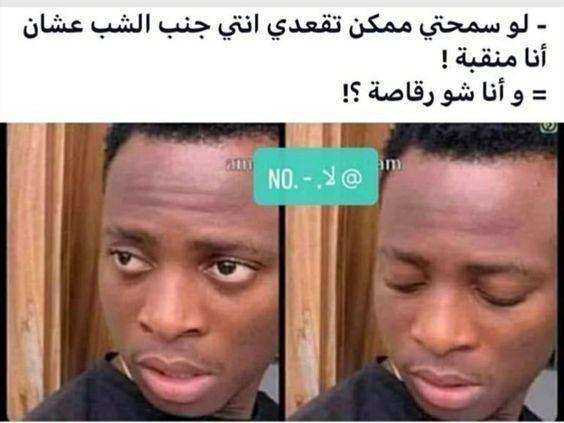 - لو سمحتي ممكن تقعدي انتي جنب الشب عشان
أنا منقبة !
= و أنا شو رقاصة ؟!
NO. - . لا @
am
am